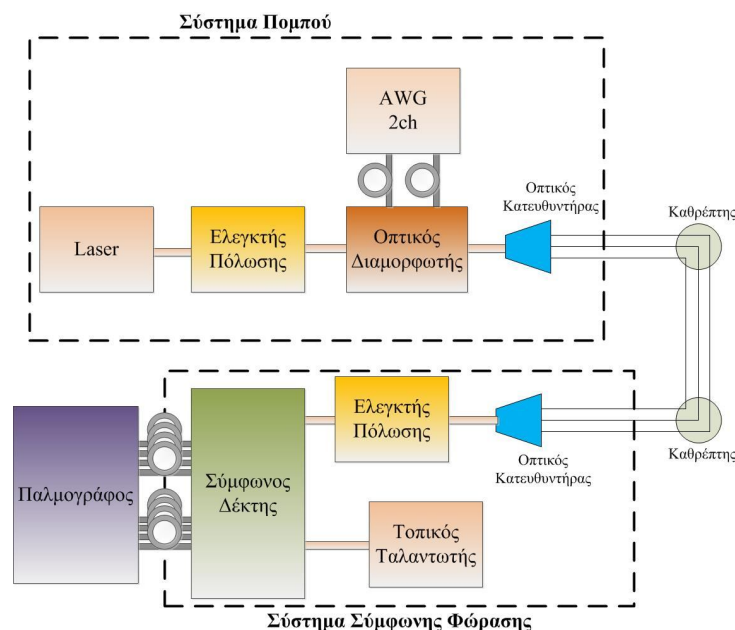 Σύστημα Πομπού
AWG
2ch
Οπτικός
Κατευθυντήρας
Καθρέπτης
Laser
Ελεγκτής
Πόλωσης
Οπτικός
Διαμορφωτής
Ελεγκτής
Πόλωσης
Οπτικός
Κατευθυντήρας
Καθρέπτης
Παλμογράφος
Σύμφωνος
Δέκτης
Τοπικός
Ταλαντωτής
Σύστημα Σύμφωνης Φώρασης